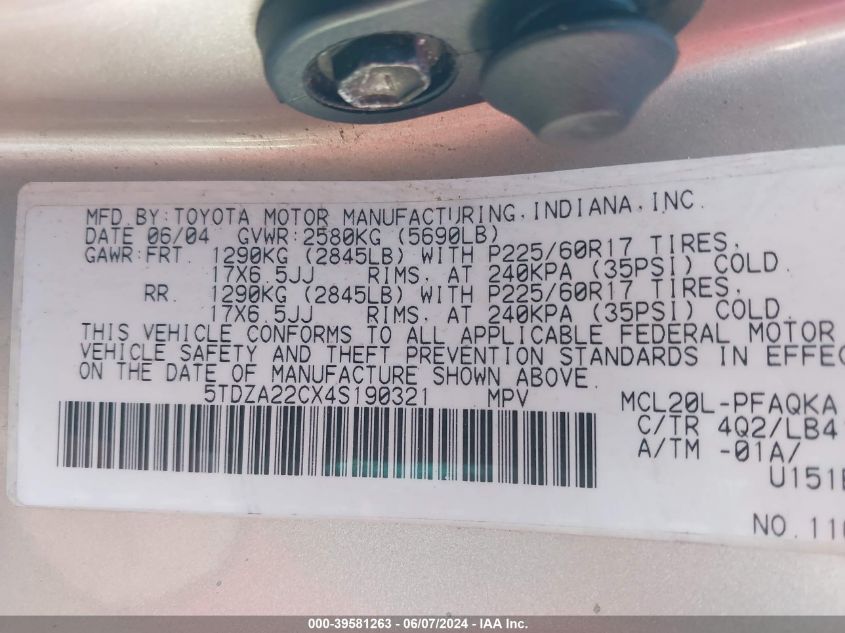 MFD BY: TOYOTA MOTOR MANUFACTURING, INDIANA, INC.
DATE 06/04 GVWR: 2580KG (5690LB)
GAWR: FRT. 1290KG (2845LB) WITH P225/60R17 TIRES,
17X6.5JJ RIMS, AT 240KPA (35PSI) COLD.
RR. 1290KG (2845LB) WITH P225/60R17 TIRES,
17X6.5JJ RIMS, AT 240KPA (35PSI) COLD.
THIS VEHICLE CONFORMS TO ALL APPLICABLE FEDERAL MOTOR
VEHICLE SAFETY AND THEFT PREVENTION STANDARDS IN EFFEC
ON THE DATE OF MANUFACTURE SHOWN ABOVE.
5TDZA22CX4S190321 MPV MCL20L-PFAQKA
C/TR 4Q2/LB4
A/TM -01A/
U151
NO. 11
000-39581263 - 06/07/2024 - IAA Inc.